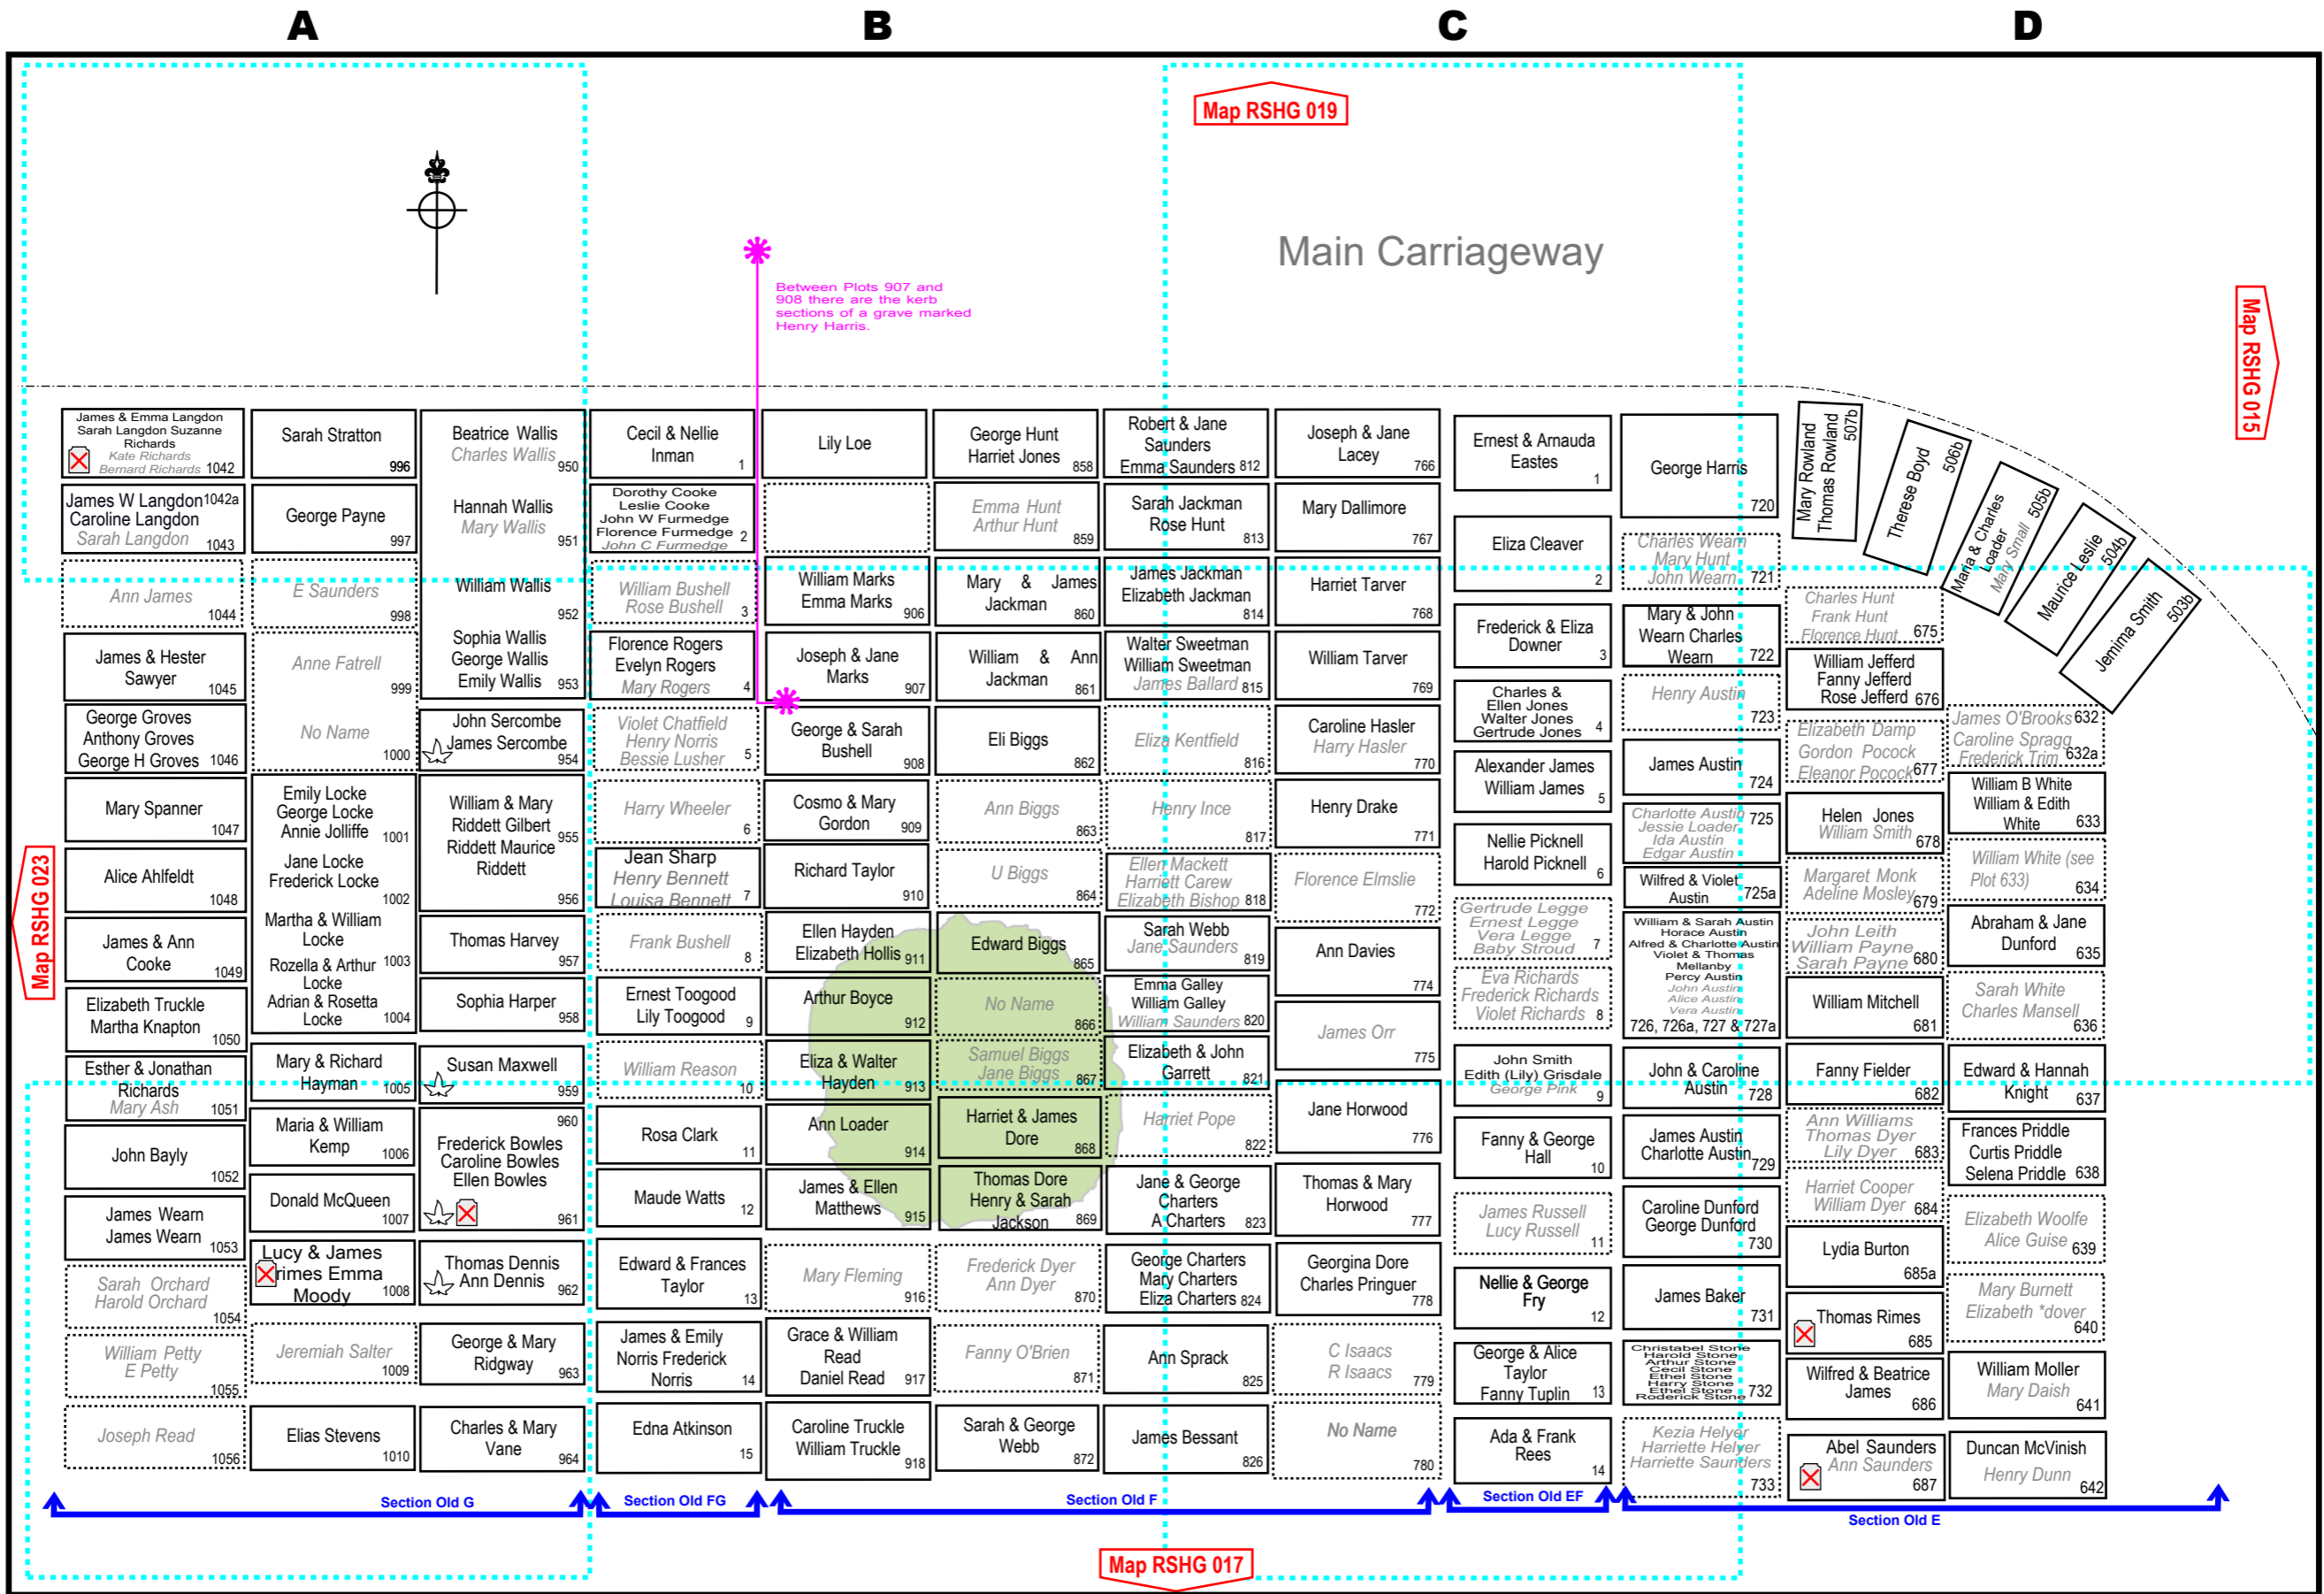 A
B
C
D
Map RSHG 019
Main Carriageway
Between Plots 907 and
908 there are the kerb
sections of a grave marked
Henry Harris.
Map RSHG 015
Map RSHG 023
James & Emma Langdon
Sarah Langdon Suzanne
Richards
Kate Richards
Bernard Richards 1042
James W Langdon 1042a
Caroline Langdon
Sarah Langdon 1043
Ann James
1044
James & Hester
Sawyer
1045
George Groves
Anthony Groves
George H Groves 1046
Mary Spanner
1047
Alice Ahlfeldt
1048
James & Ann
Cooke
1049
Elizabeth Truckle
Martha Knapton
1050
Esther & Jonathan
Richards
Mary Ash 1051
John Bayly
1052
James Wearn
James Wearn
1053
Sarah Orchard
Harold Orchard
1054
William Petty
E Petty
1055
Joseph Read
1056
Sarah Stratton
996
George Payne
997
E Saunders
998
Anne Fatrell
999
No Name
1000
Emily Locke
George Locke
Annie Jolliffe 1001
Jane Locke
Frederick Locke
1002
Martha & William
Locke
1003
Rozella & Arthur
Locke
Adrian & Rosetta
Locke 1004
Mary & Richard
Hayman 1005
Maria & William
Kemp 1006
Donald McQueen
1007
Lucy & James
rimes Emma
Moody 1008
Jeremiah Salter
1009
Elias Stevens
1010
Beatrice Wallis
Charles Wallis 950
Hannah Wallis
Mary Wallis
951
William Wallis
952
Sophia Wallis
George Wallis
Emily Wallis 953
John Sercombe
James Sercombe
954
William & Mary
Riddett Gilbert
Riddett Maurice 955
Riddett
956
Thomas Harvey
957
Sophia Harper
958
Susan Maxwell
959
960
Frederick Bowles
Caroline Bowles
Ellen Bowles
961
Thomas Dennis
Ann Dennis 962
George & Mary
Ridgway
963
Charles & Mary
Vane 964
Cecil & Nellie
Inman
1
Dorothy Cooke
Leslie Cooke
John W Furmedge
Florence Furmedge 2
John C Furmedge
William Bushell
Rose Bushell 3
Florence Rogers
Evelyn Rogers
Mary Rogers 4
Violet Chatfield
Henry Norris
Bessie Lusher 5
Harry Wheeler
6
Jean Sharp
Henry Bennett
Louisa Bennett 7
Frank Bushell
8
Ernest Toogood
Lily Toogood 9
William Reason
10
Rosa Clark
11
Maude Watts
12
Edward & Frances
Taylor
13
James & Emily
Norris Frederick
Norris 14
Edna Atkinson
15
Lily Loe
William Marks
Emma Marks
906
Joseph & Jane
Marks
907
George & Sarah
Bushell
908
Cosmo & Mary
Gordon 909
Richard Taylor
910
Ellen Hayden
Elizabeth Hollis 911
Arthur Boyce
912
Eliza & Walter
Hayden 913
Ann Loader
914
James & Ellen
Matthews 915
Mary Fleming
916
Grace & William
Read
Daniel Read 917
Caroline Truckle
William Truckle
918
George Hunt
Harriet Jones
858
Emma Hunt
Arthur Hunt
859
Mary & James
Jackman
860
William & Ann
Jackman
861
Eli Biggs
862
Ann Biggs
863
U Biggs
864
Edward Biggs
865
No Name
866
Samuel Biggs
Jane Biggs 867
Harriet & James
Dore
868
Thomas Dore
Henry & Sarah
Jackson 869
Frederick Dyer
Ann Dyer
870
Fanny O'Brien
871
Sarah & George
Webb
872
Robert & Jane
Saunders
Emma Saunders 812
Sarah Jackman
Rose Hunt
813
James Jackman
Elizabeth Jackman
814
Walter Sweetman
William Sweetman
James Ballard 815
Eliza Kentfield
816
Henry Ince
817
Ellen Mackett
Harriett Carew
Elizabeth Bishop 818
Sarah Webb
Jane Saunders
819
Emma Galley
William Galley
William Saunders 820
Elizabeth & John
Garrett 821
Harriet Pope
822
Jane & George
Charters
A Charters 823
George Charters
Mary Charters
Eliza Charters 824
Ann Sprack
825
James Bessant
826
Joseph & Jane
Lacey
766
Mary Dallimore
767
Harriet Tarver
768
William Tarver
769
Caroline Hasler
Harry Hasler
770
Henry Drake
771
Florence Elmslie
772
Ann Davies
774
James Orr
775
Jane Horwood
776
Thomas & Mary
Horwood
777
Georgina Dore
Charles Pringuer
778
C Isaacs
R Isaacs
779
No Name
780
Ernest & Arnauda
Eastes
1
Eliza Cleaver
2
Frederick & Eliza
Downer
3
Charles &
Ellen Jones
Walter Jones
Gertrude Jones 4
Alexander James
William James
5
Nellie Picknell
Harold Picknell
6
Gertrude Legge
Ernest Legge
Vera Legge
Baby Stroud 7
Eva Richards
Frederick Richards
Violet Richards 8
John Smith
Edith (Lily) Grisdale
George Pink 9
Fanny & George
Hall
10
James Russell
Lucy Russell
11
Nellie & George
Fry
12
George & Alice
Taylor
Fanny Tuplin 13
Ada & Frank
Rees
14
George Harris
720
Charles Wearn
Mary Hunt
John Wearn 721
Mary & John
Wearn Charles
Wearn 722
Henry Austin
723
James Austin
724
Charlotte Austin 725
Jessie Loader
Ida Austin
Edgar Austin
Wilfred & Violet
Austin 725a
William & Sarah Austin
Horace Austin
Alfred & Charlotte Austin
Violet & Thomas
Mellanby
Percy Austin
John Austin
Alice Austin
Vera Austin
726, 726a, 727 & 727a
John & Caroline
Austin
728
James Austin
Charlotte Austin 729
Caroline Dunford
George Dunford
730
James Baker
731
Christabel Stone
Harold Stone
Arthur Stone
Cecil Stone
Ethel Stone
Harry Stone
Ethel Stone
Roderick Stone 732
Kezia Helyer
Harriette Helyer
Harriette Saunders
733
Mary Rowland
Thomas Rowland
507b
Therese Boyd
506b
Maria & Charles
Loader
Mary Small 505b
Maurice Leslie
504b
Jemima Smith
503b
Charles Hunt
Frank Hunt
Florence Hunt 675
William Jefferd
Fanny Jefferd
Rose Jefferd 676
Elizabeth Damp
Gordon Pocock
Eleanor Pocock 677
Helen Jones
William Smith
678
Margaret Monk
Adeline Mosley 679
John Leith
William Payne
Sarah Payne 680
William Mitchell
681
Fanny Fielder
682
Ann Williams
Thomas Dyer
Lily Dyer 683
Harriet Cooper
William Dyer 684
Lydia Burton
685a
Thomas Rimes
685
Wilfred & Beatrice
James
686
Abel Saunders
Ann Saunders
687
James O'Brooks 632
Caroline Spragg
Frederick Trim 632a
William B White
William & Edith
White 633
William White (see
Plot 633)
634
Abraham & Jane
Dunford
635
Sarah White
Charles Mansell
636
Edward & Hannah
Knight
637
Frances Priddle
Curtis Priddle
Selena Priddle 638
Elizabeth Woolfe
Alice Guise
639
Mary Burnett
Elizabeth *dover
640
William Moller
Mary Daish
641
Duncan McVinish
Henry Dunn
642
Section Old G
Section Old FG
Section Old F
Section Old EF
Section Old E
Map RSHG 017